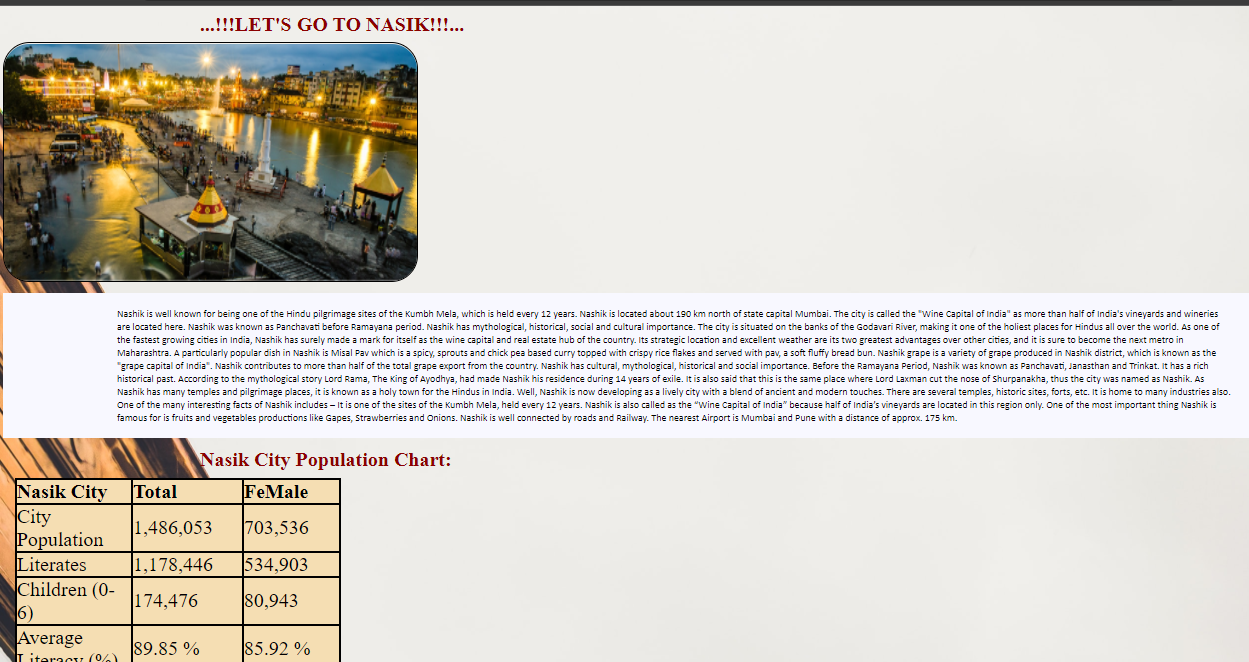 ...!!!LET'S GO TO NASIK!!!...
Nashik is well known for being one of the Hindu pilgrimage sites of the Kumbh Mela, which is held every 12 years. Nashik is located about 190 km north of state capital Mumbai. The city is called the "Wine Capital of India" as more than half of India's vineyards and wineries
are located here. Nashik was known as Panchavati before Ramayana period. Nashik has mythological, historical, social and cultural importance. The city is situated on the banks of the Godavari River, making it one of the holiest places for Hindus all over the world. As one of
the fastest growing cities in India, Nashik has surely made a mark for itself as the wine capital and real estate hub of the country. Its strategic location and excellent weather are its two greatest advantages over other cities, and it is sure to become the next metro in
Maharashtra. A particularly popular dish in Nashik is Misal Pav which is a spicy, sprouts and chick pea based curry topped with crispy rice flakes and served with pav, a soft fluffy bread bun. Nashik grape is a variety of grape produced in Nashik district, which is known as the
"grape capital of India". Nashik contributes to more than half of the total grape export from the country. Nashik has cultural, mythological, historical and social importance. Before the Ramayana Period, Nashik was known as Panchavati, Janasthan and Trinkat. It has a rich
historical past. According to the mythological story Lord Rama, The King of Ayodhya, had made Nashik his residence during 14 years of exile. It is also said that this is the same place where Lord Laxman cut the nose of Shurpanakha, thus the city was named as Nashik. As
Nashik has many temples and pilgrimage places, it is known as a holy town for the Hindus in India. Well, Nashik is now developing as a lively city with a blend of ancient and modern touches. There are several temples, historic sites, forts, etc. It is home to many industries also.
One of the many interesting facts of Nashik includes – It is one of the sites of the Kumbh Mela, held every 12 years. Nashik is also called as the “Wine Capital of India” because half of India's vineyards are located in this region only. One of the most important thing Nashik is
famous for is fruits and vegetables productions like Gapes, Strawberries and Onions. Nashik is well connected by roads and Railway. The nearest Airport is Mumbai and Pune with a distance of approx. 175 km.
Nasik City Population Chart:
Nasik City Total FeMale
City
Population 1,486,053 703,536
Literates 1,178,446 534,903
Children (0-
6) 174,476 80,943
Average
Literacy (%) 89.85 % 85.92 %